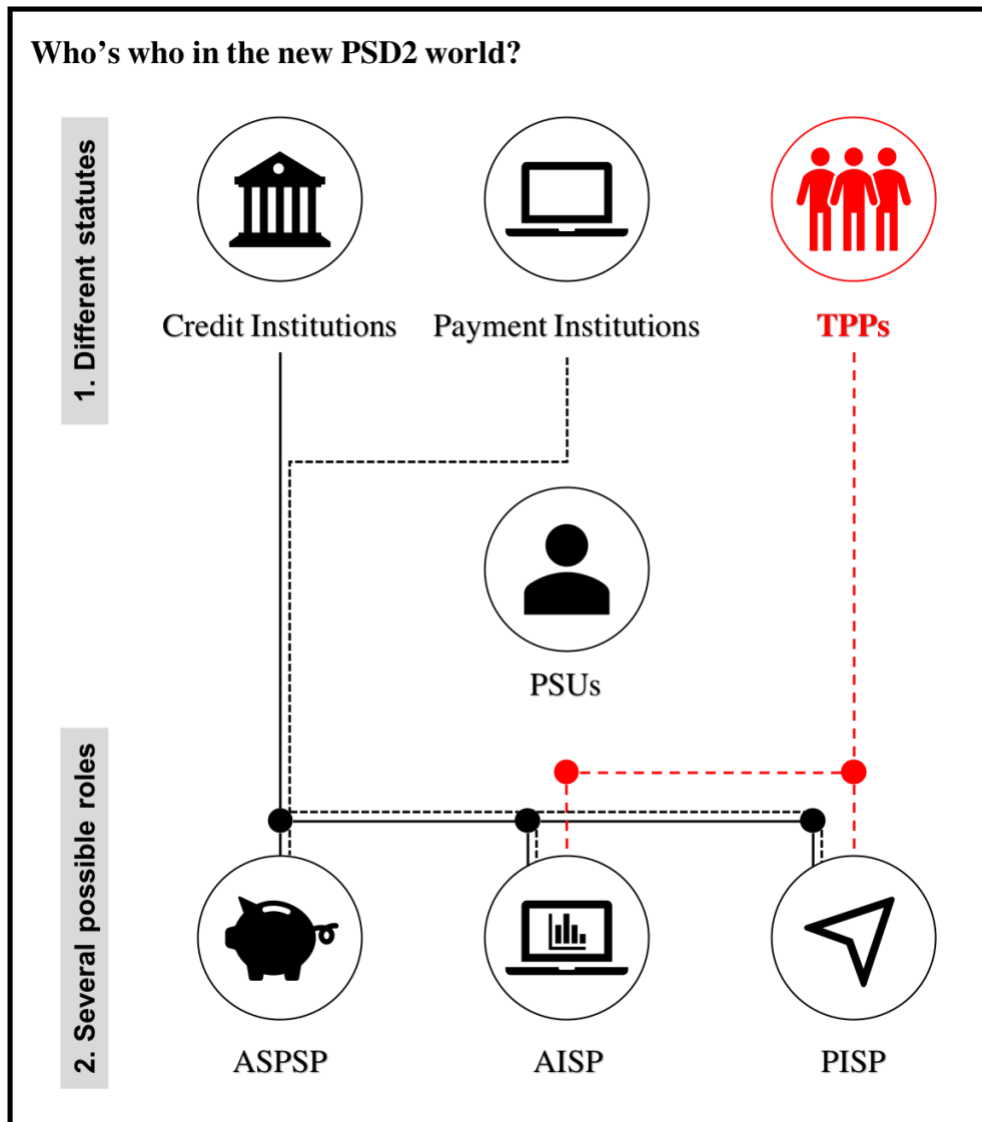 Who's who in the new PSD2 world?
1. Different statutes
Credit Institutions
Payment Institutions
TPPs
PSUs
2. Several possible roles
ASPSP
AISP
PISP